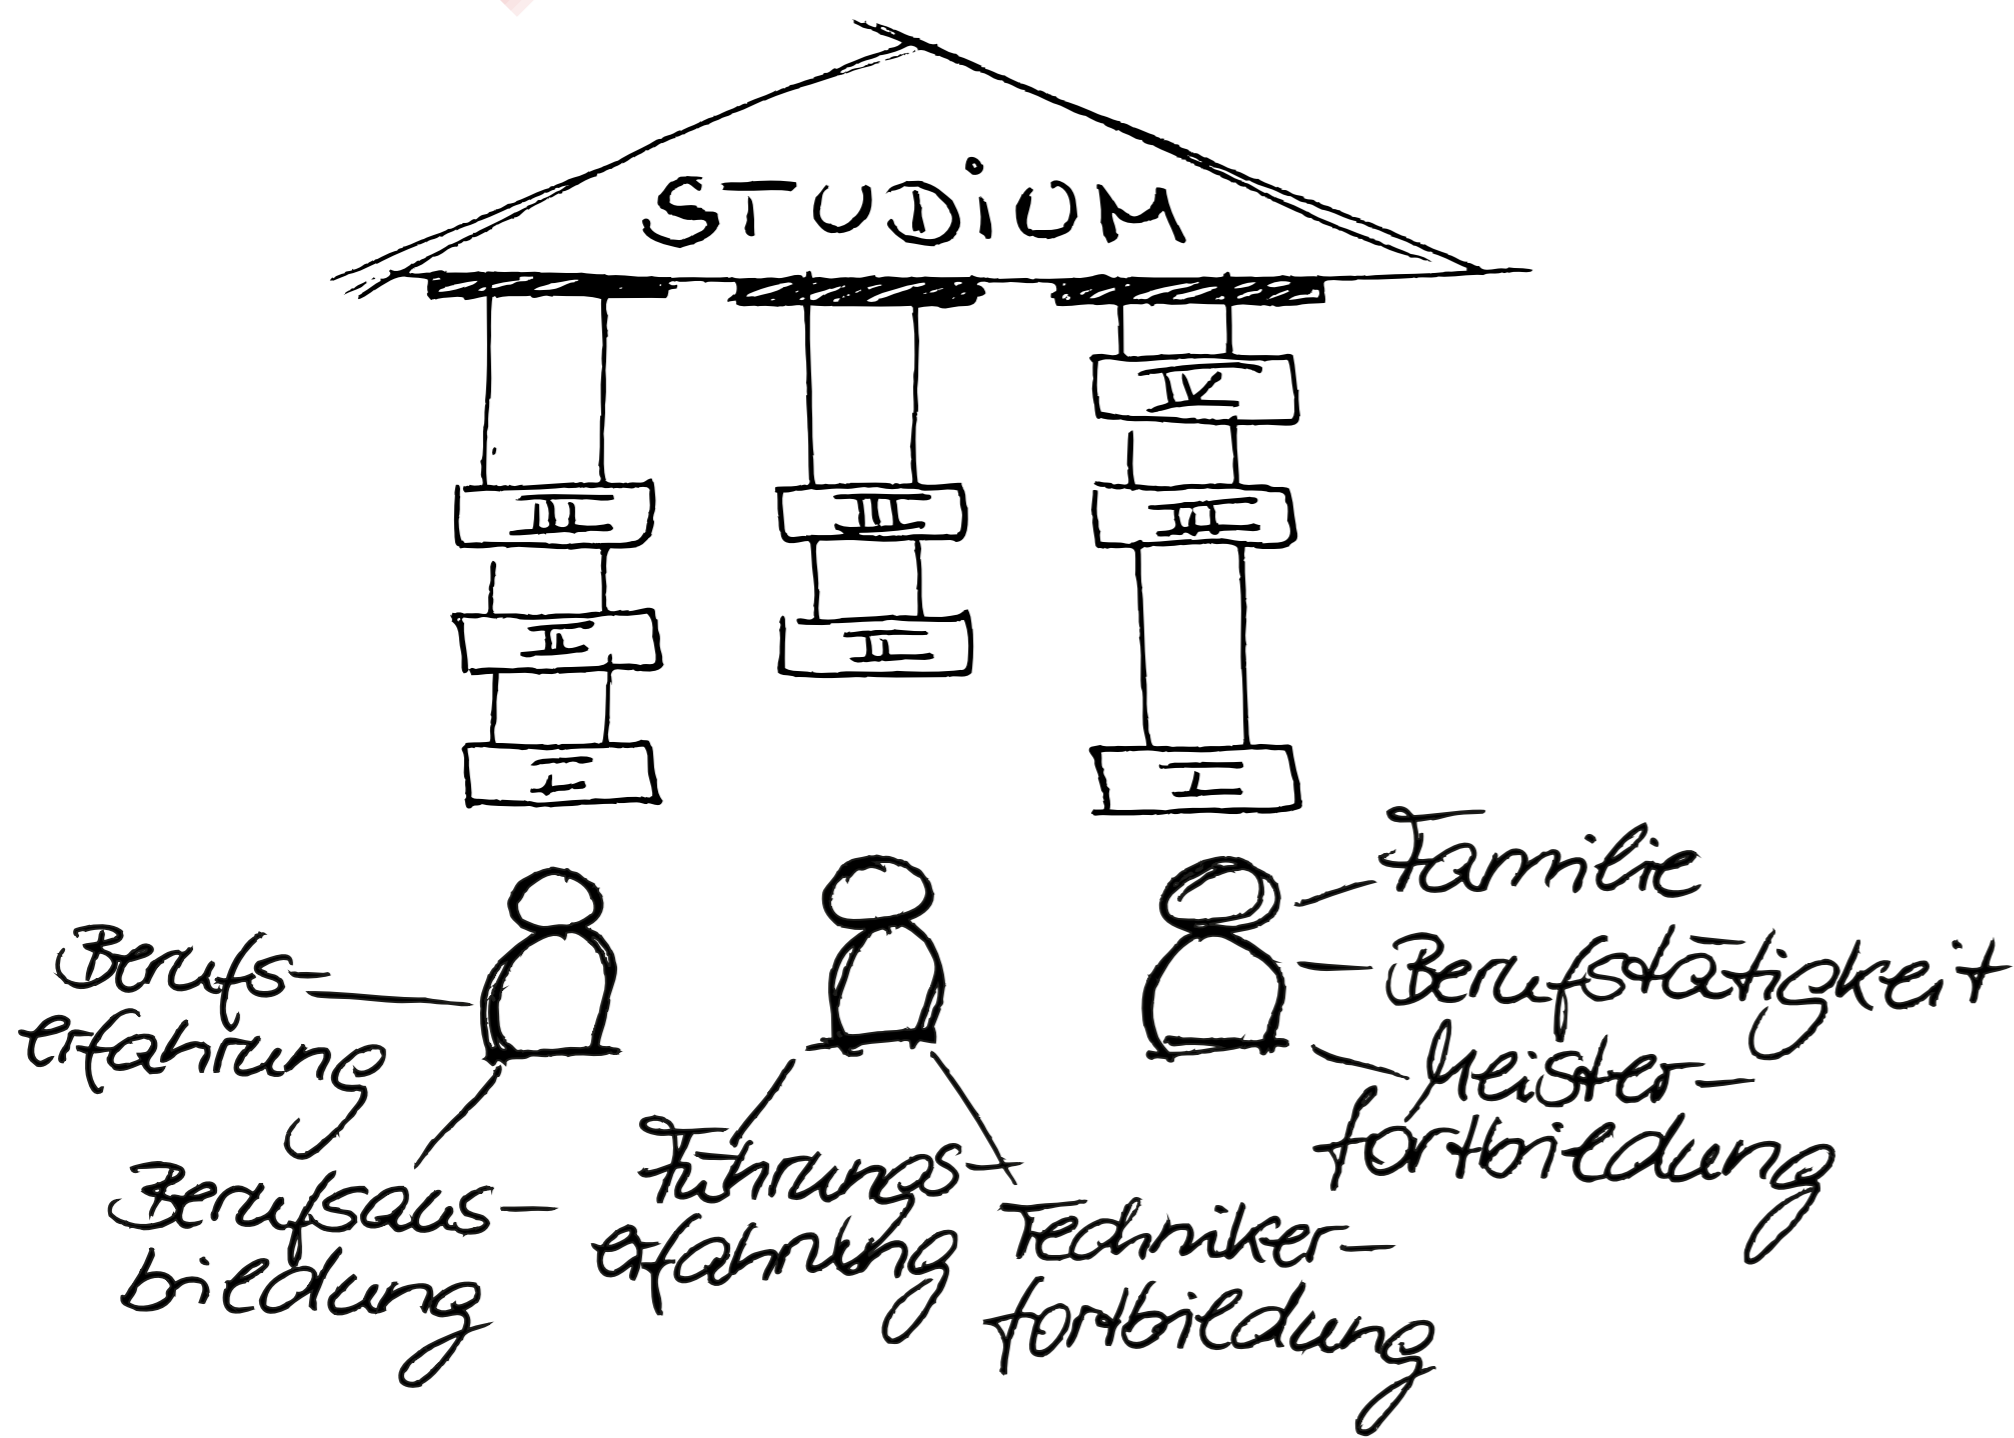 STUDiUM
IV
III
III
III
II
II
I
I
Familie
Berufstätigkeit
Meister-
fortbildung
Berufs-
erfahrung
Berufsaus-
bildung
Führungs-
erfahrung
Techniker-
fortbildung